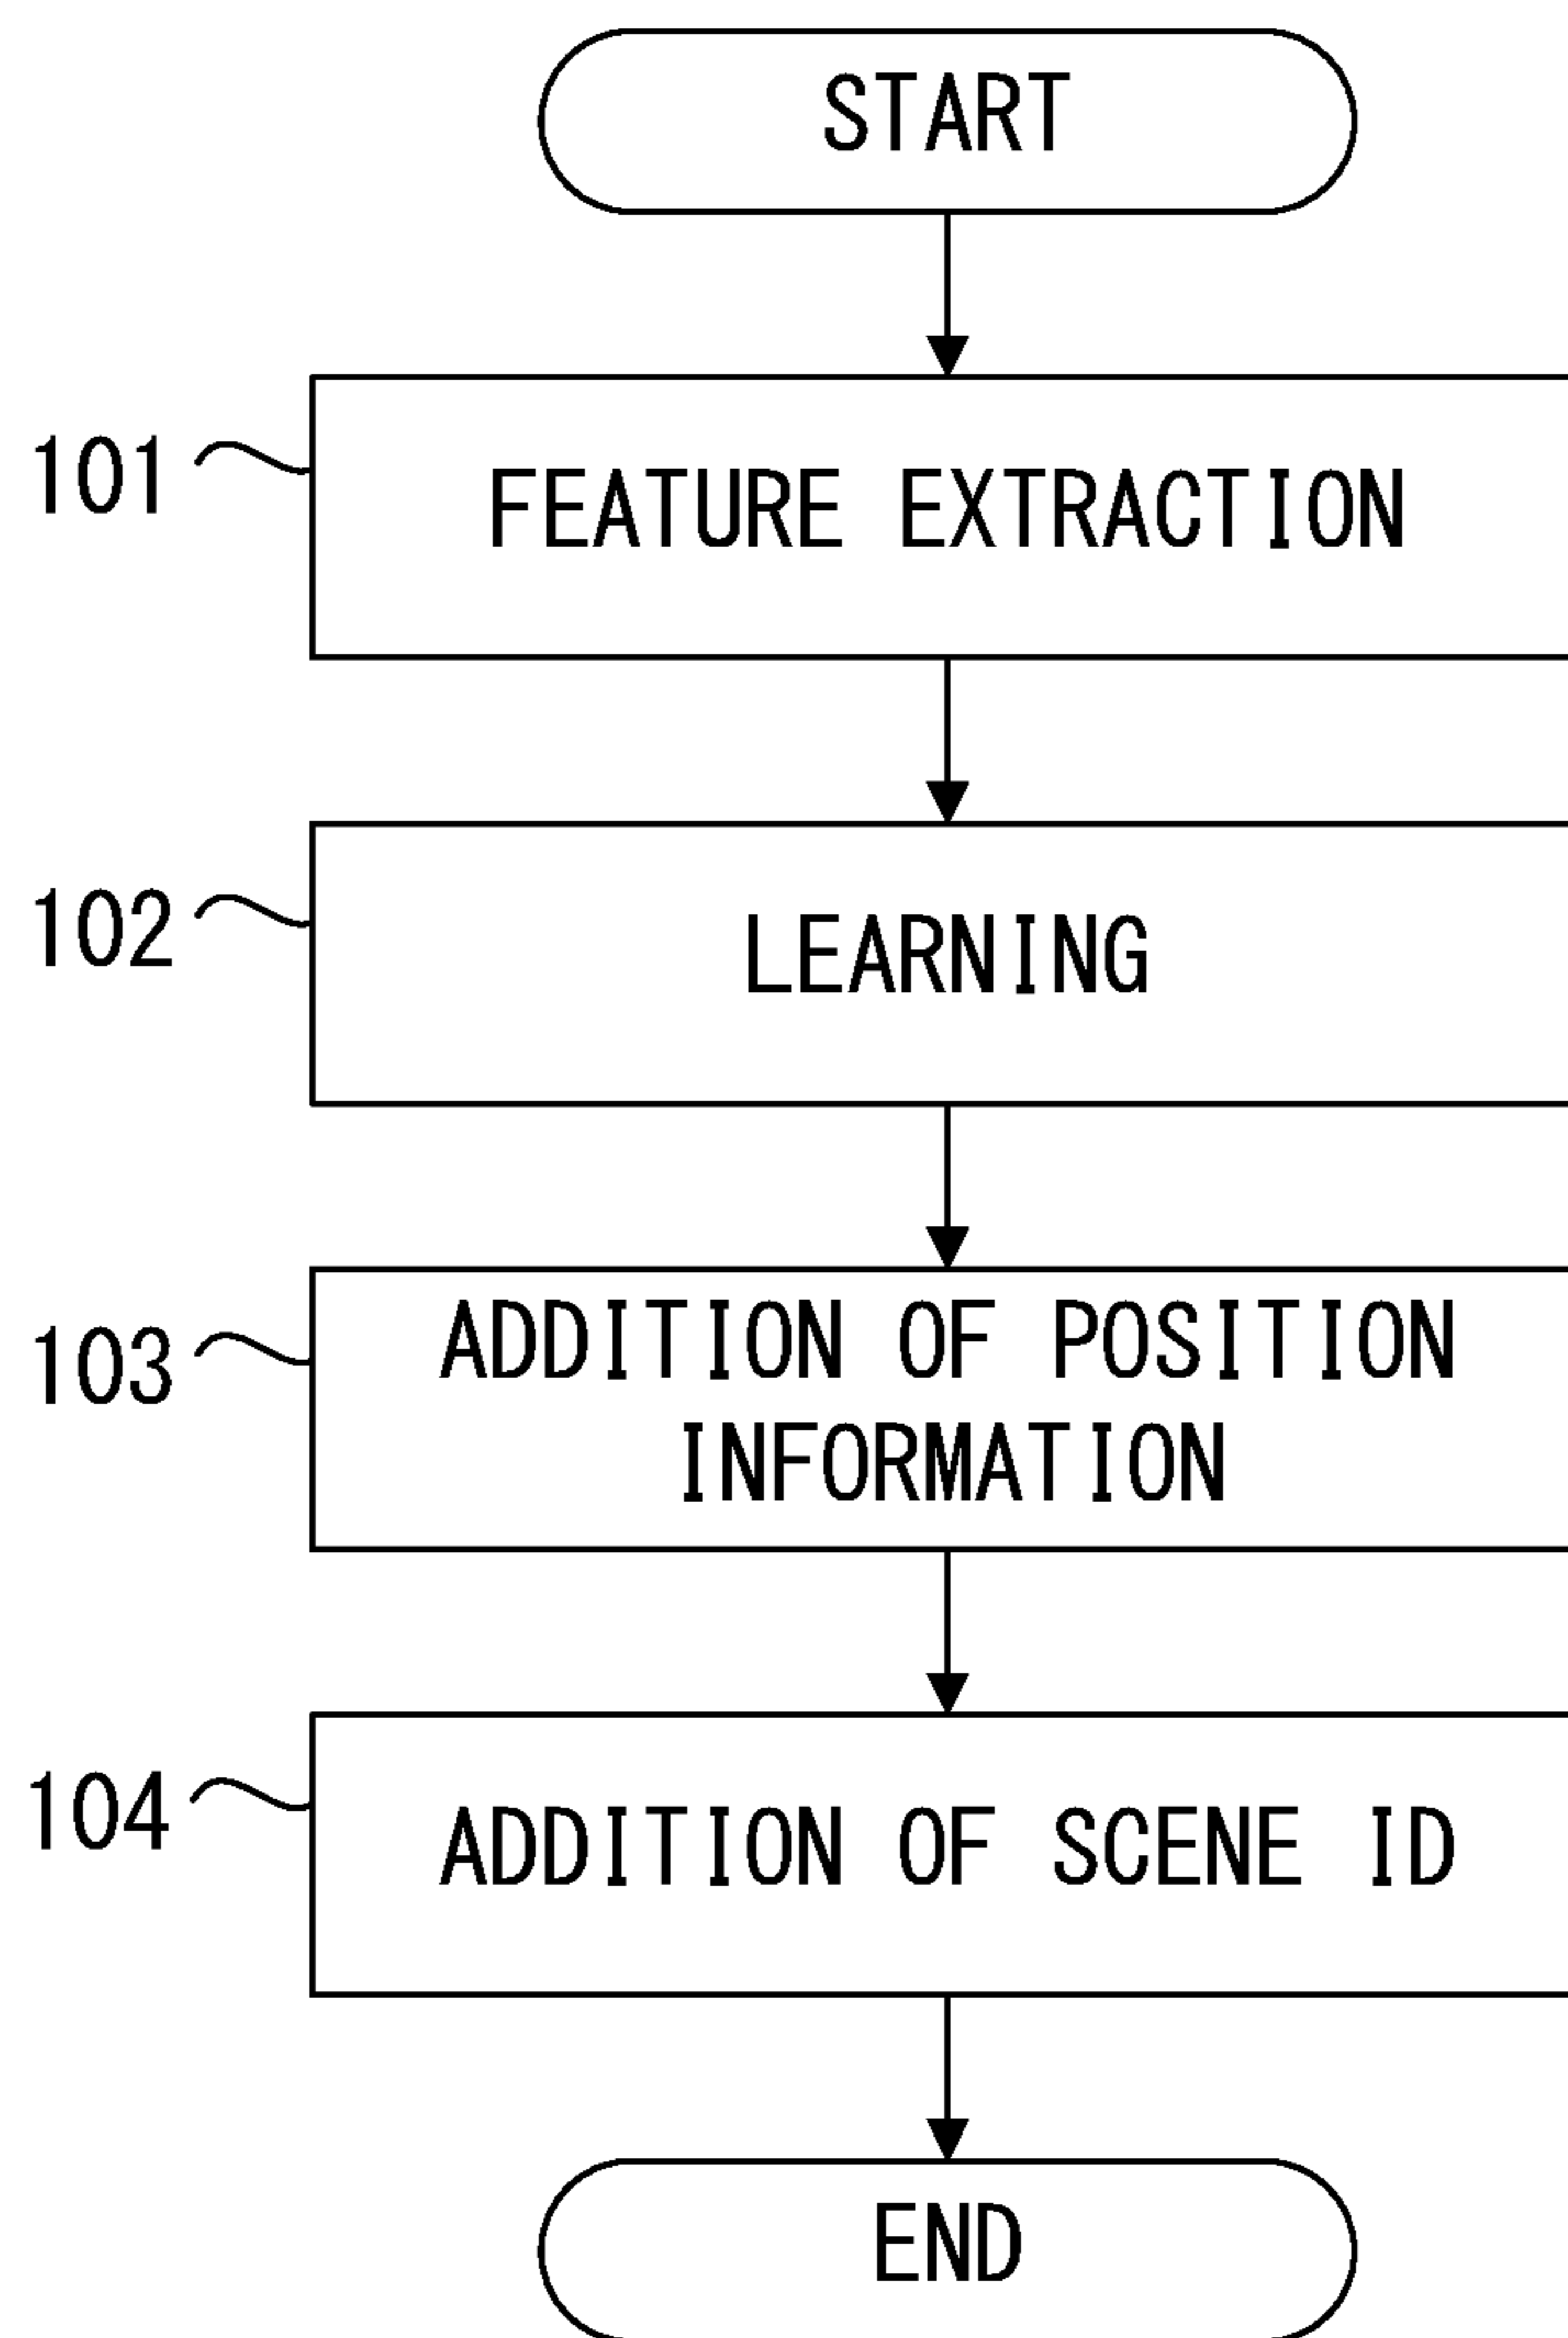 START
101
FEATURE EXTRACTION
102
LEARNING
103
ADDITION OF POSITION
INFORMATION
104
ADDITION OF SCENE ID
END